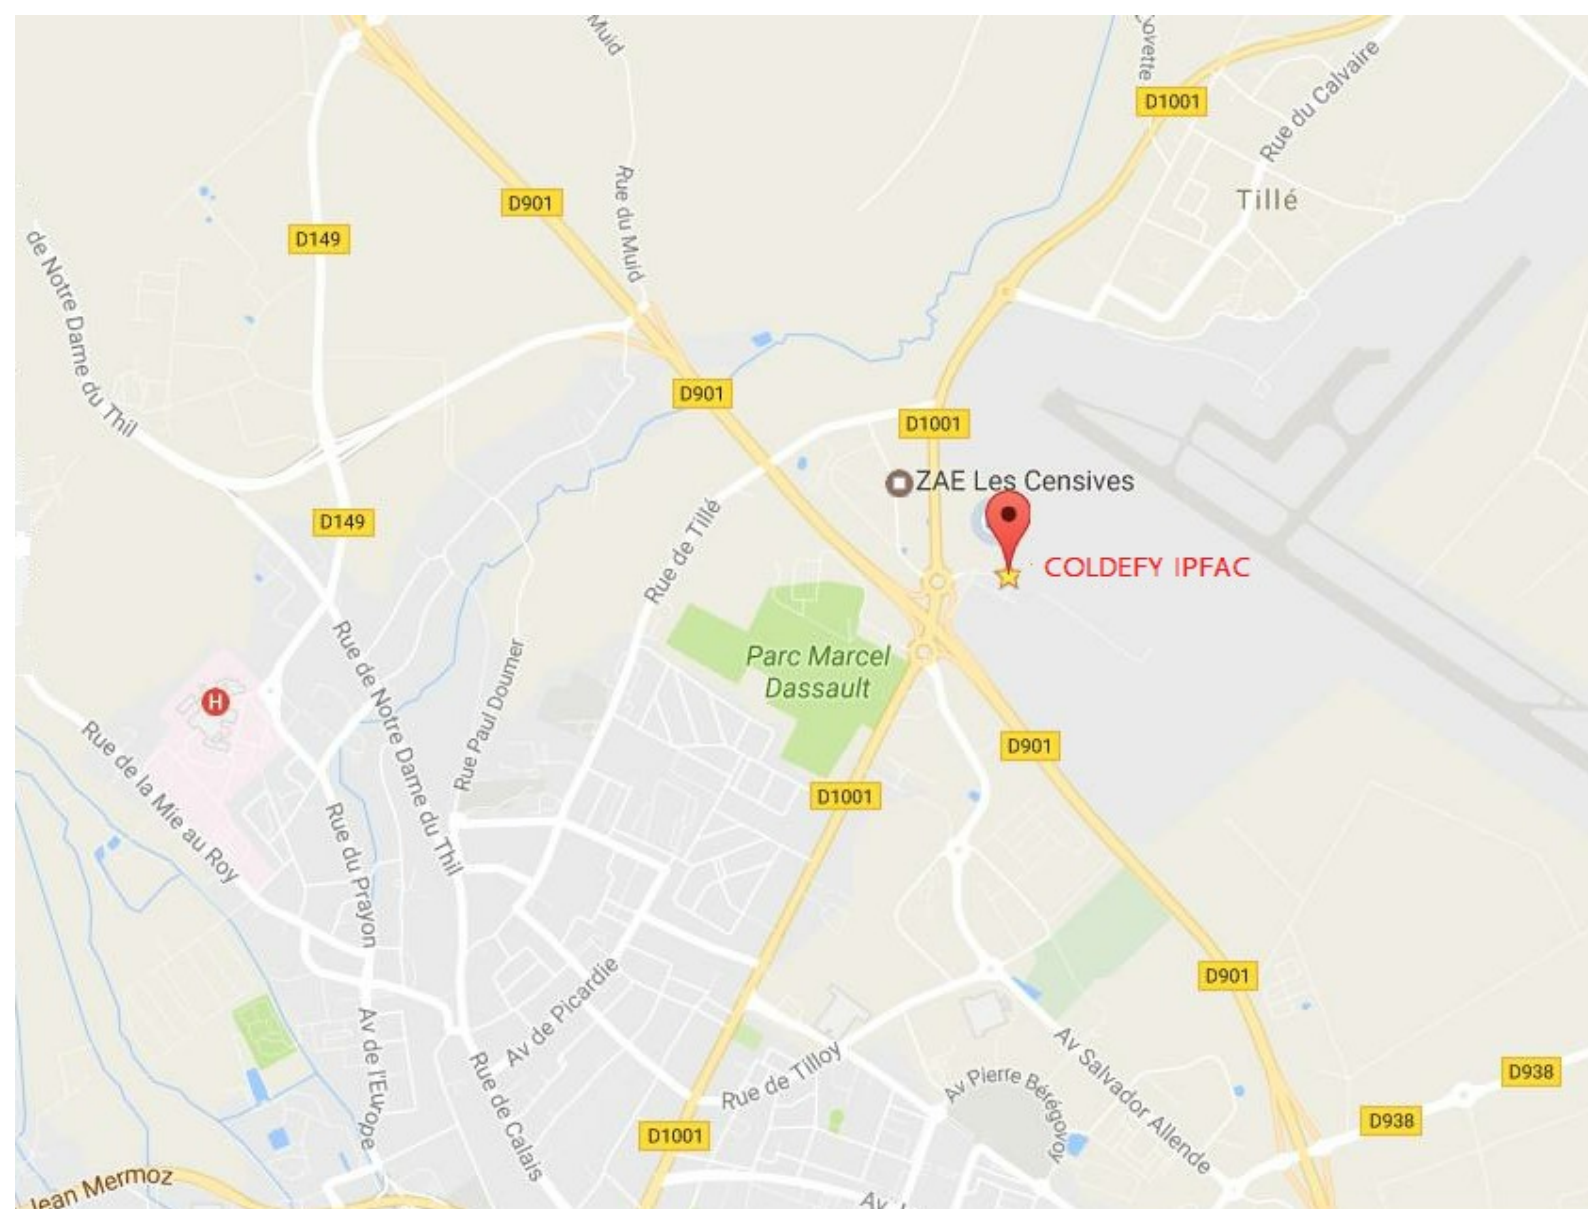 Muid
Covette
D1001
Rue du Calvaire
Tillé
D901
Rue du Muid
D149
de Notre Dame du Thil
D901
D1001
ZAE Les Censives
D149
Rue de Tillé
COLDEFY IPFAC
Parc Marcel
Dassault
Rue Paul Doumer
Rue de Notre Dame du Thil
H
Rue de la Mie au Roy
D901
D1001
Rue du Prayon
D901
Av de Picardie
Av de l'Europe
Rue de Calais
Rue de Tilloy
Av Pierre Bérégovoy
Av Salvador Allende
D938
D938
D1001
Jean Mermoz
Av